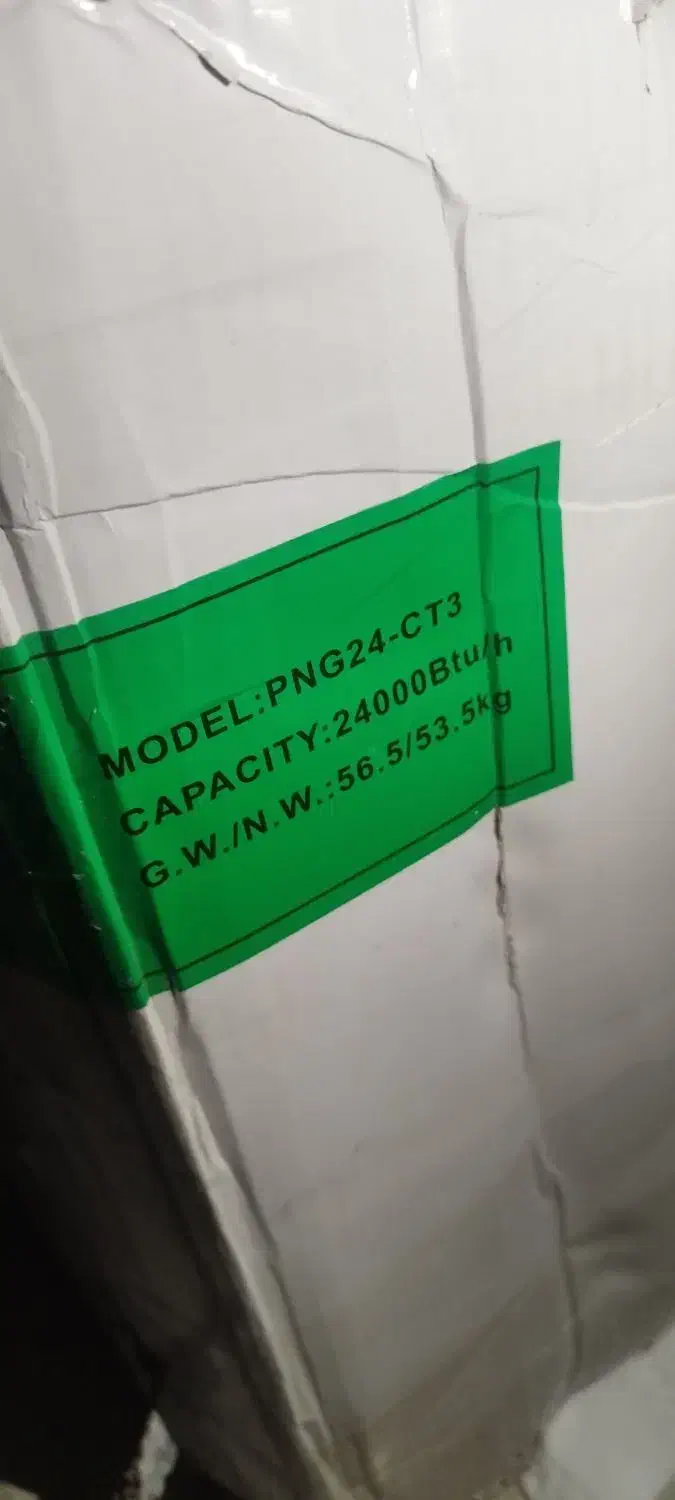 MODEL:PNG24-CT3
CAPACITY:24000Btu/h
G.W./N.W.:56.5/53.5kg